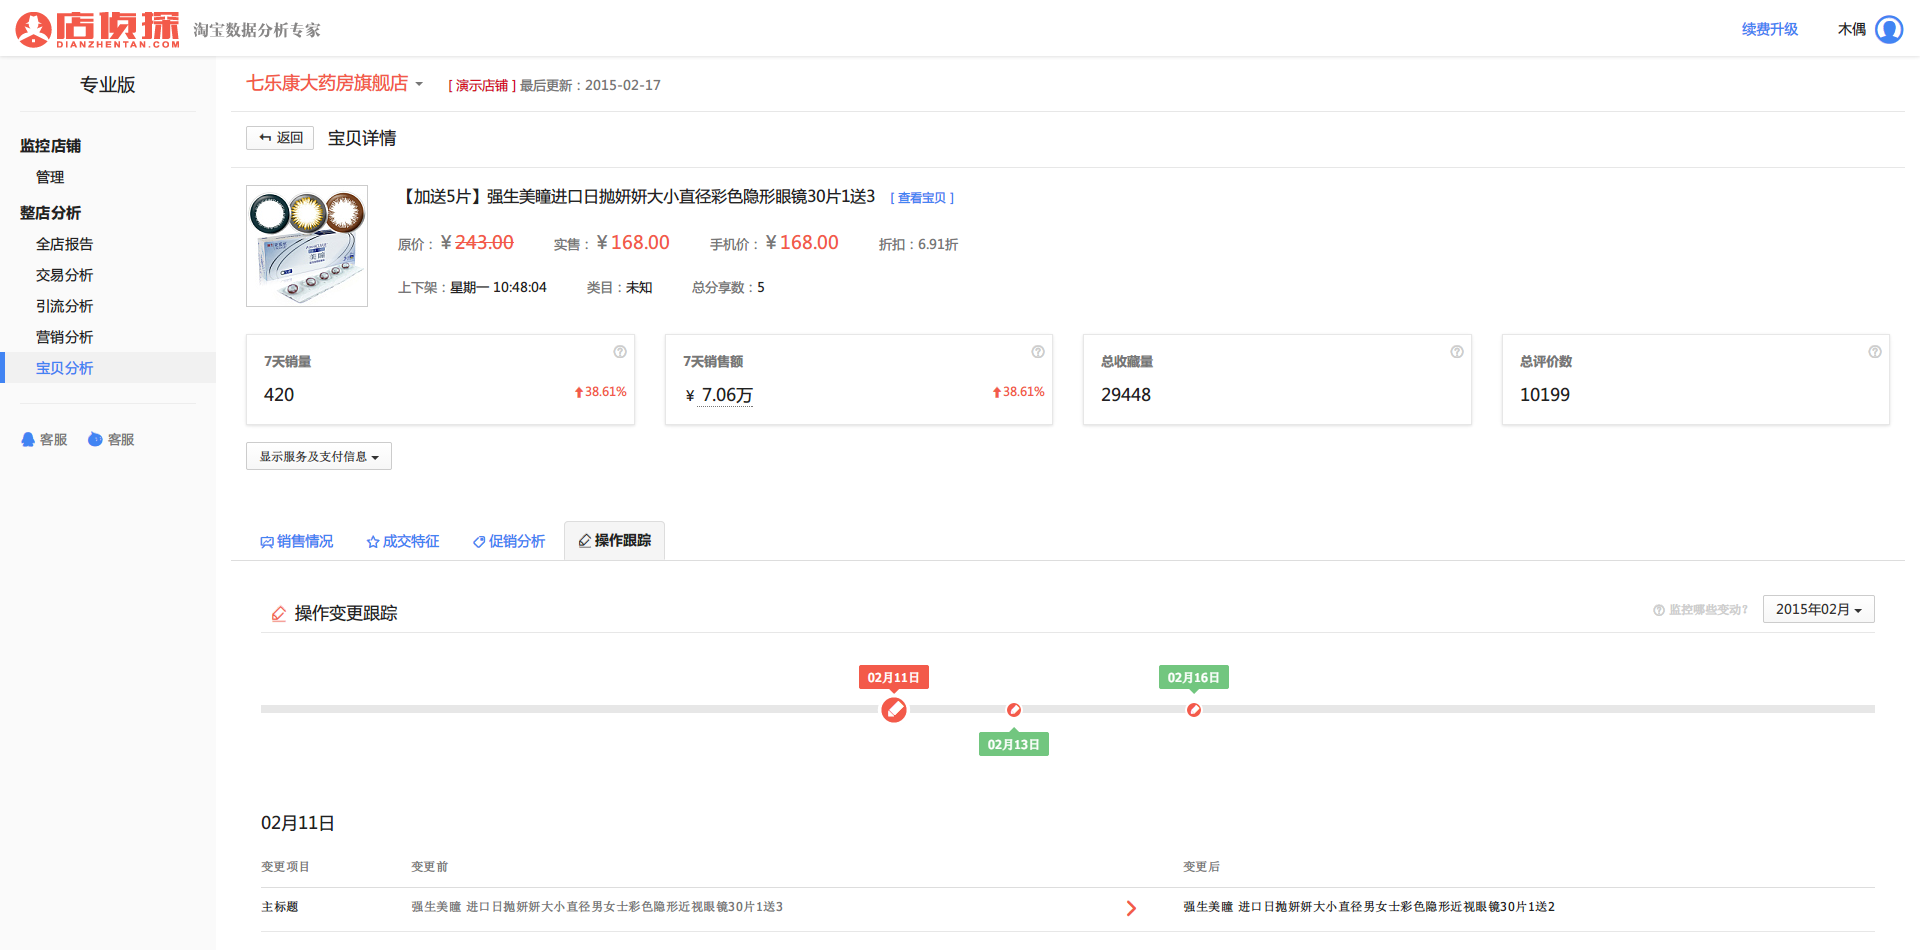 店侦探
DIANZHENTAN.COM
淘宝数据分析专家
续费升级
木偶
专业版
监控店铺
管理
整店分析
全店报告
交易分析
引流分析
营销分析
宝贝分析
客服 客服
七乐康大药房旗舰店 [ 演示店铺 ] 最后更新：2015-02-17
返回 宝贝详情
【加送5片】强生美瞳进口日抛妍妍大小直径彩色隐形眼镜30片1送3 [ 查看宝贝 ]
原价： ¥243.00 实售： ¥168.00 手机价： ¥168.00 折扣：6.91折
上下架：星期一 10:48:04 类目：未知 总分享数：5
美瞳
7天销量
420 38.61%
7天销售额
¥ 7.06万 38.61%
总收藏量
29448
总评价数
10199
显示服务及支付信息
销售情况 成交特征 促销分析 操作跟踪
操作变更跟踪 监控哪些变动？ 2015年02月
02月11日 02月16日
02月13日
02月11日
变更项目 变更前 变更后
主标题 强生美瞳 进口日抛妍妍大小直径男女士彩色隐形近视眼镜30片1送3 强生美瞳 进口日抛妍妍大小直径男女士彩色隐形近视眼镜30片1送2